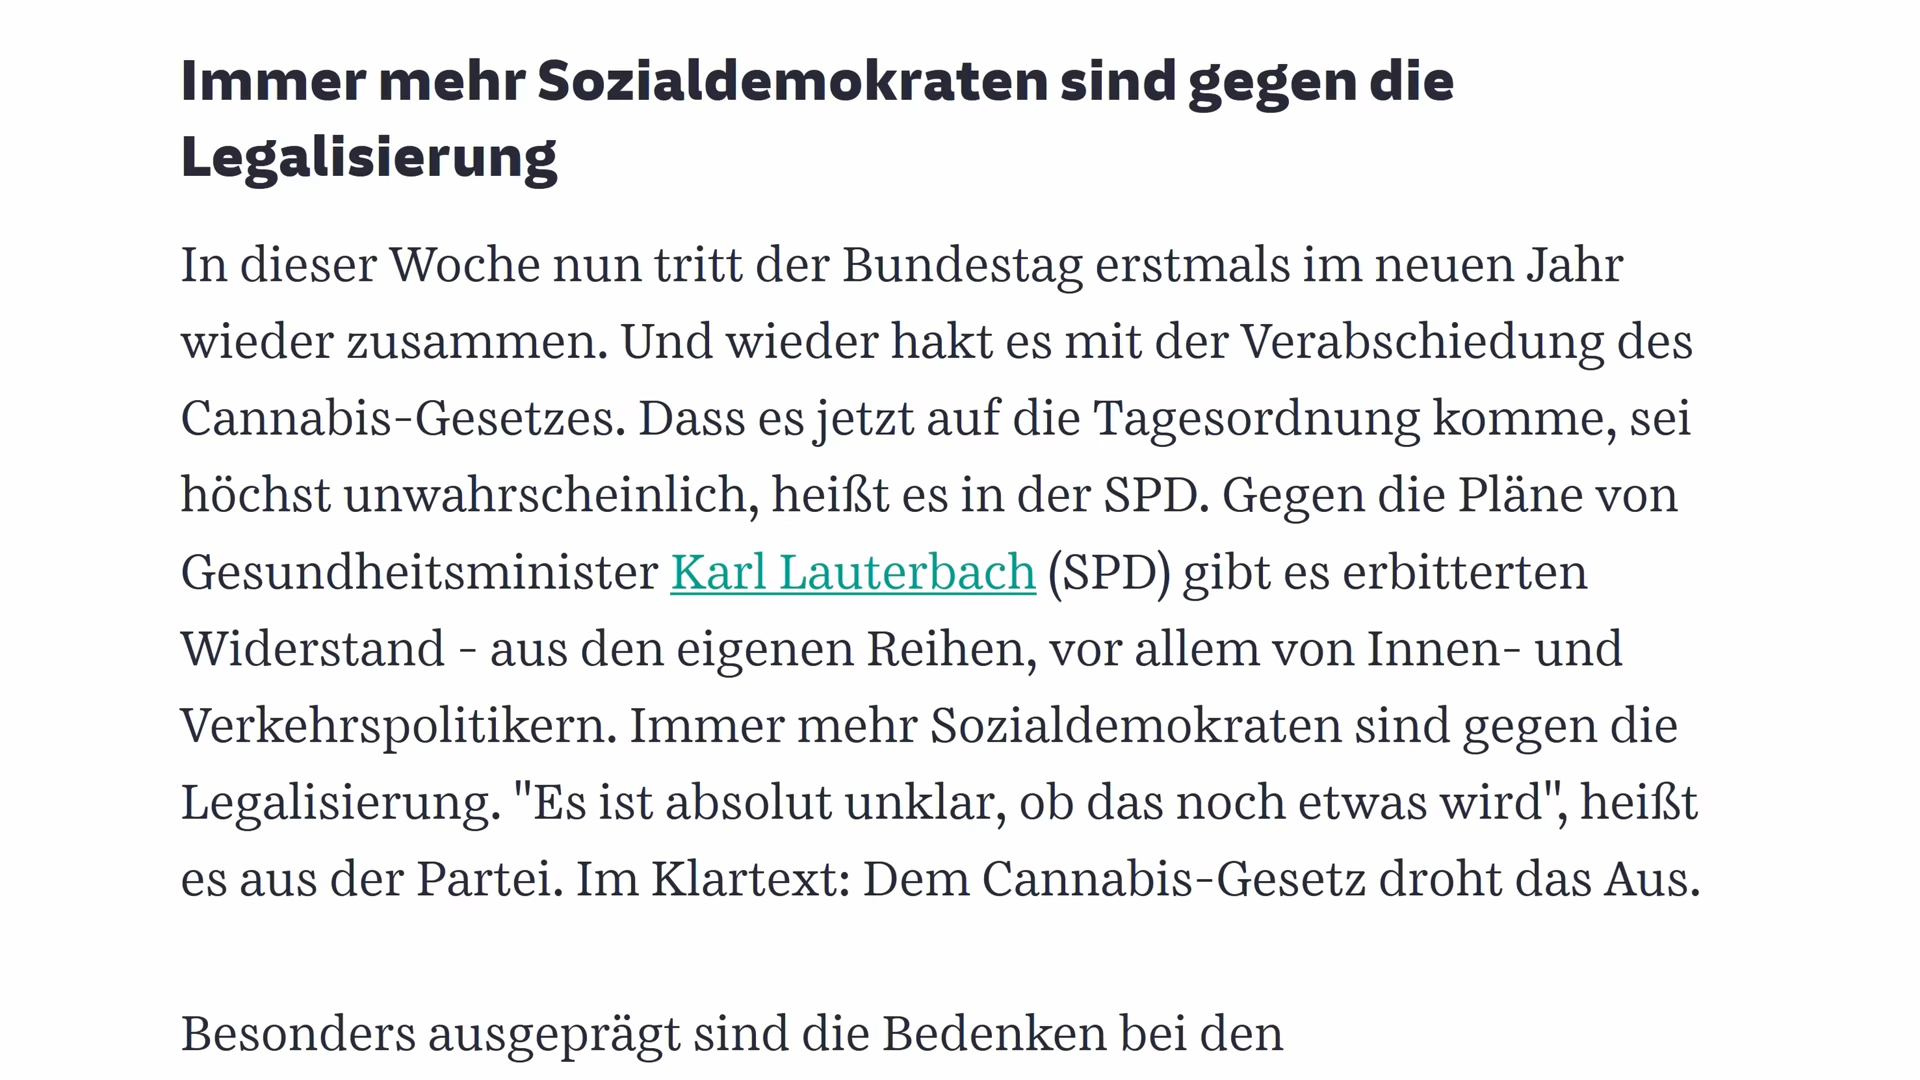 Immer mehr Sozialdemokraten sind gegen die
Legalisierung
In dieser Woche nun tritt der Bundestag erstmals im neuen Jahr
wieder zusammen. Und wieder hakt es mit der Verabschiedung des
Cannabis-Gesetzes. Dass es jetzt auf die Tagesordnung komme, sei
höchst unwahrscheinlich, heißt es in der SPD. Gegen die Pläne von
Gesundheitsminister Karl Lauterbach (SPD) gibt es erbitterten
Widerstand - aus den eigenen Reihen, vor allem von Innen- und
Verkehrspolitikern. Immer mehr Sozialdemokraten sind gegen die
Legalisierung. "Es ist absolut unklar, ob das noch etwas wird", heißt
es aus der Partei. Im Klartext: Dem Cannabis-Gesetz droht das Aus.
Besonders ausgeprägt sind die Bedenken bei den